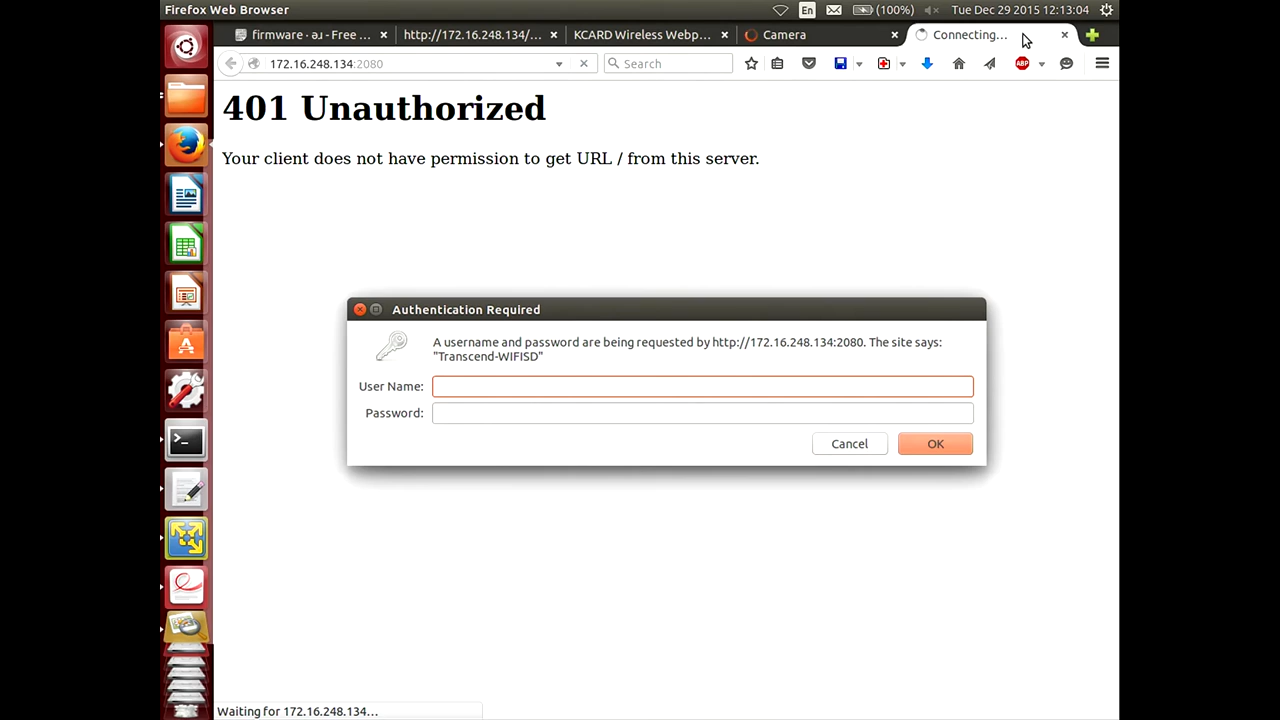 Firefox Web Browser
En
(100%)
Tue Dec 29 2015 12:13:04
firmware · au - Free ...
http://172.16.248.134/...
KCARD Wireless Webp...
Camera
Connecting...
172.16.248.134:2080
Search
ABP
401 Unauthorized
Your client does not have permission to get URL / from this server.
Authentication Required
A username and password are being requested by http://172.16.248.134:2080. The site says:
"Transcend-WIFISD"
User Name:
Password:
Cancel
OK
Waiting for 172.16.248.134...